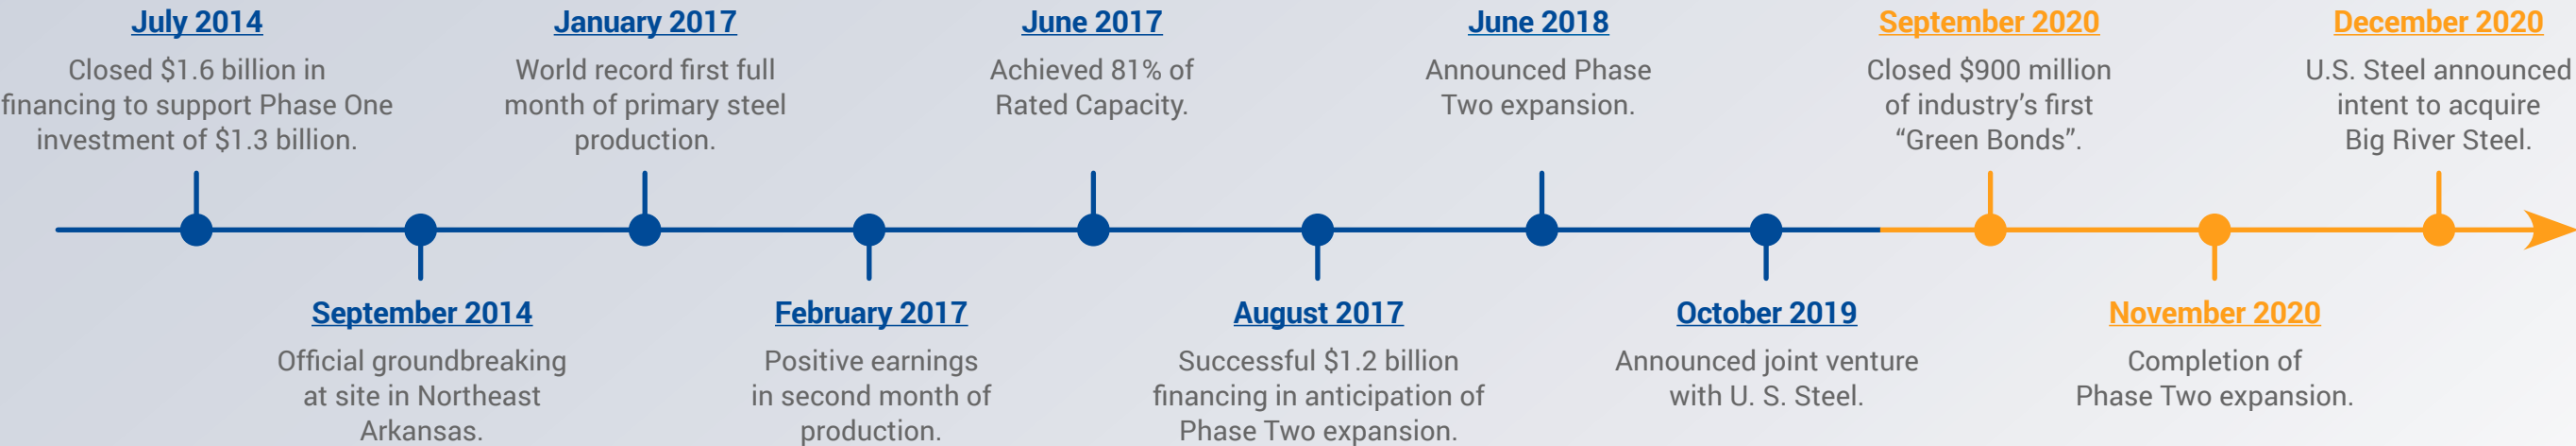 July 2014
Closed $1.6 billion in
financing to support Phase One
investment of $1.3 billion.
September 2014
Official groundbreaking
at site in Northeast
Arkansas.
January 2017
World record first full
month of primary steel
production.
February 2017
Positive earnings
in second month of
production.
June 2017
Achieved 81% of
Rated Capacity.
August 2017
Successful $1.2 billion
financing in anticipation of
Phase Two expansion.
June 2018
Announced Phase
Two expansion.
October 2019
Announced joint venture
with U. S. Steel.
September 2020
Closed $900 million
of industry’s first
“Green Bonds”.
November 2020
Completion of
Phase Two expansion.
December 2020
U.S. Steel announced
intent to acquire
Big River Steel.